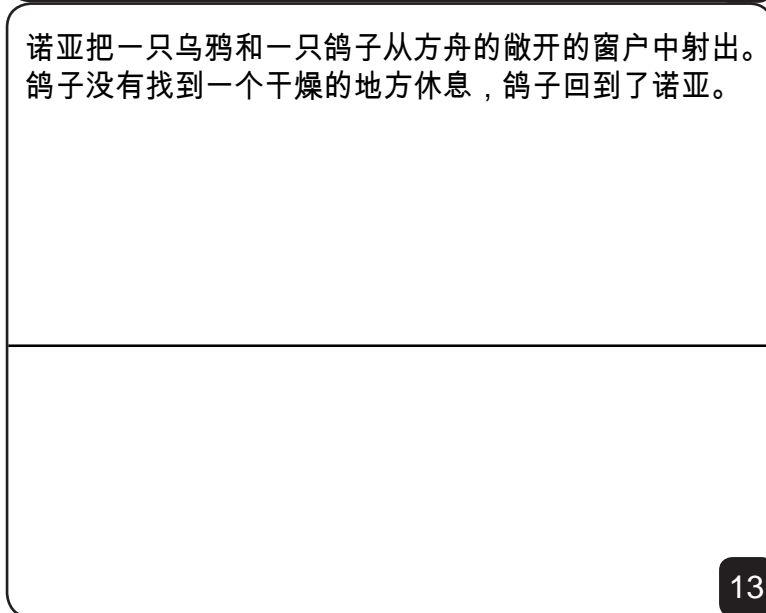 诺亚把一只乌鸦和一只鸽子从方舟的敞开的窗户中射出。
鸽子没有找到一个干燥的地方休息，鸽子回到了诺亚。
13